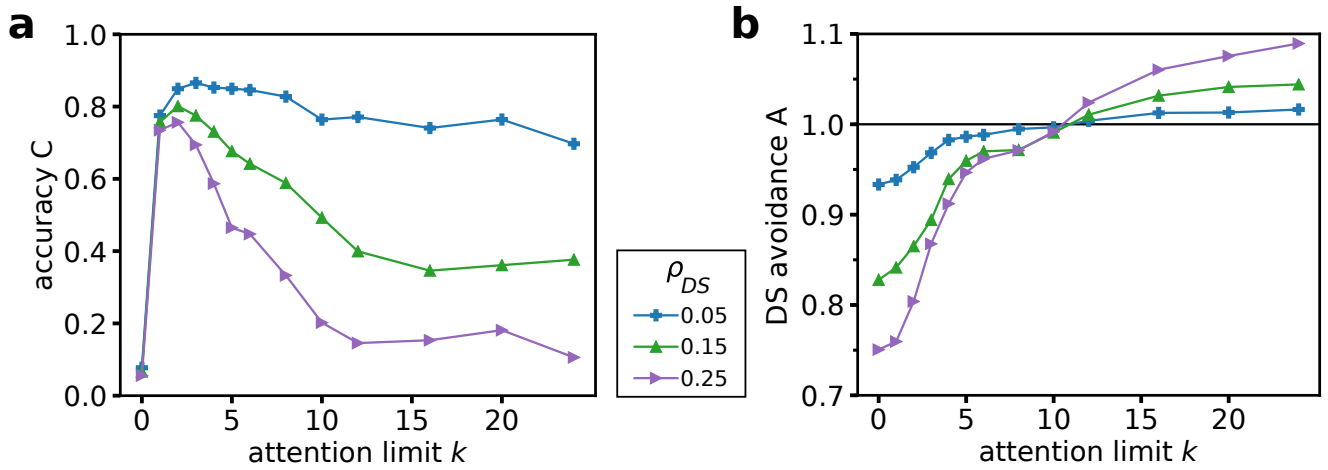 a
1.0
0.8
0.6
0.4
0.2
0.0
accuracy C
0 5 10 15 20
attention limit k
ρDS
0.05
0.15
0.25
b
1.1
1.0
0.9
0.8
0.7
DS avoidance A
0 5 10 15 20
attention limit k